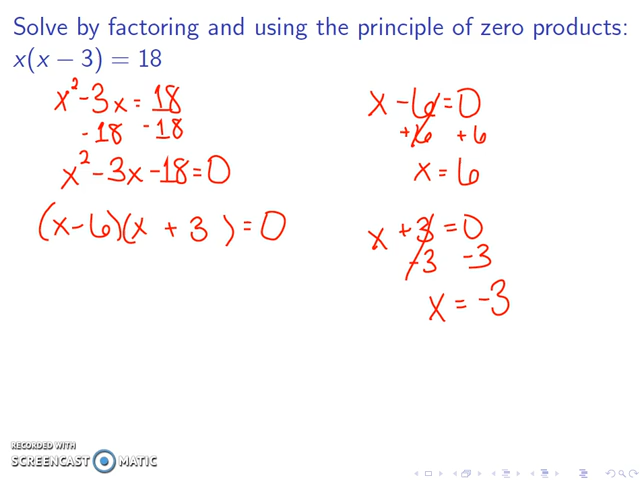 Solve by factoring and using the principle of zero products:
x(x − 3) = 18
x² - 3x = 18
- 18 - 18
x² - 3x - 18 = 0
(x - 6)(x + 3) = 0
x - 6 = 0
+ 6 + 6
x = 6
x + 3 = 0
- 3 - 3
x = -3
RECORDED WITH
SCREENCAST MATIC